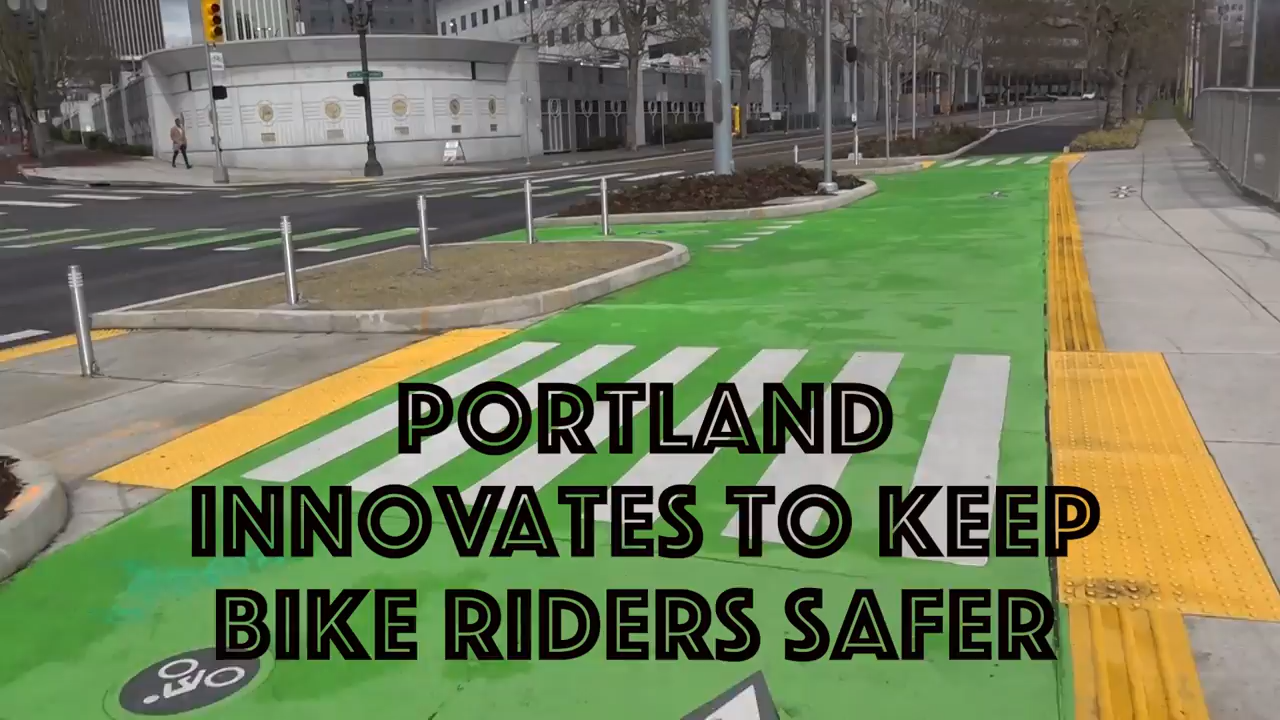 PORTLAND
INNOVATES TO KEEP
BIKE RIDERS SAFER